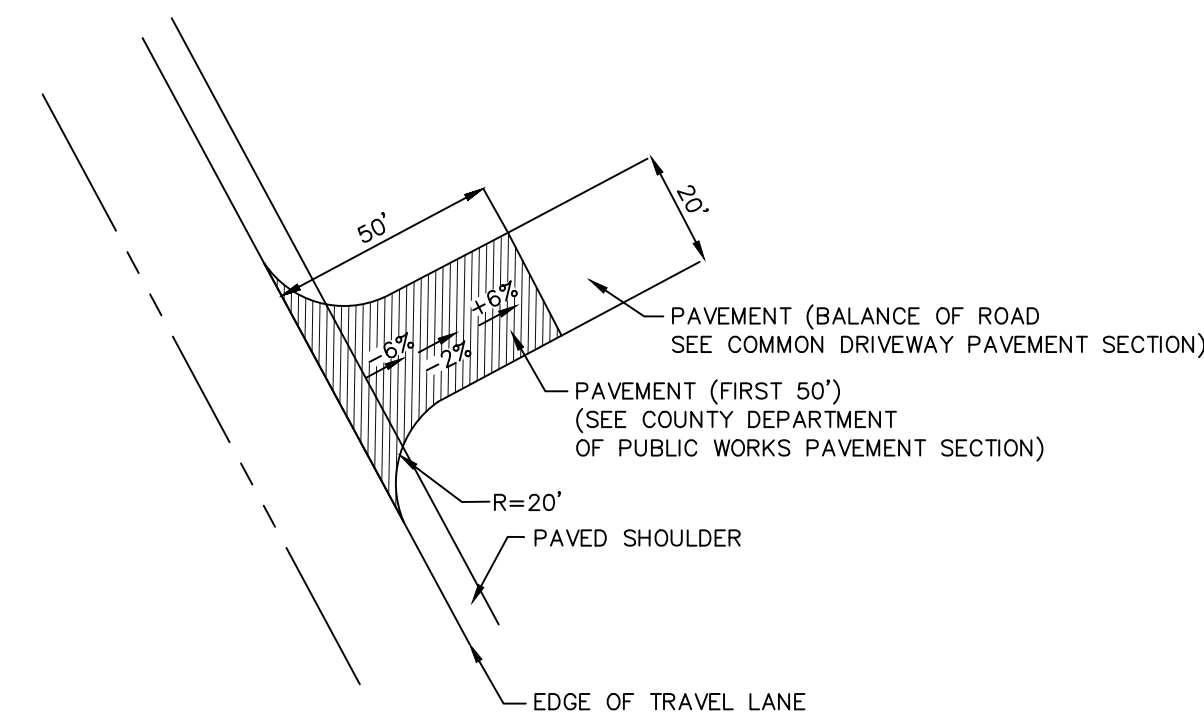 50'
20'
+6%
-6%
-2%
PAVEMENT (BALANCE OF ROAD
SEE COMMON DRIVEWAY PAVEMENT SECTION)
PAVEMENT (FIRST 50')
(SEE COUNTY DEPARTMENT
OF PUBLIC WORKS PAVEMENT SECTION)
R=20'
PAVED SHOULDER
EDGE OF TRAVEL LANE